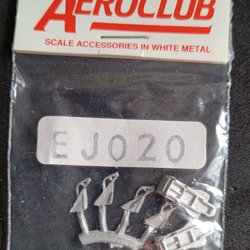 AEROCLUB
SCALE ACCESSORIES IN WHITE METAL.
EJ020